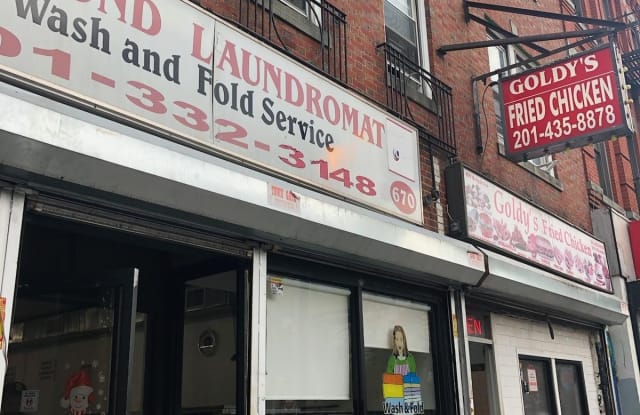 LAUNDROMAT
Wash and Fold Service
01-332-3148
670
GOLDY'S
FRIED CHICKEN
201-435-8878
Goldy's Fried Chicken
Wash & Fold